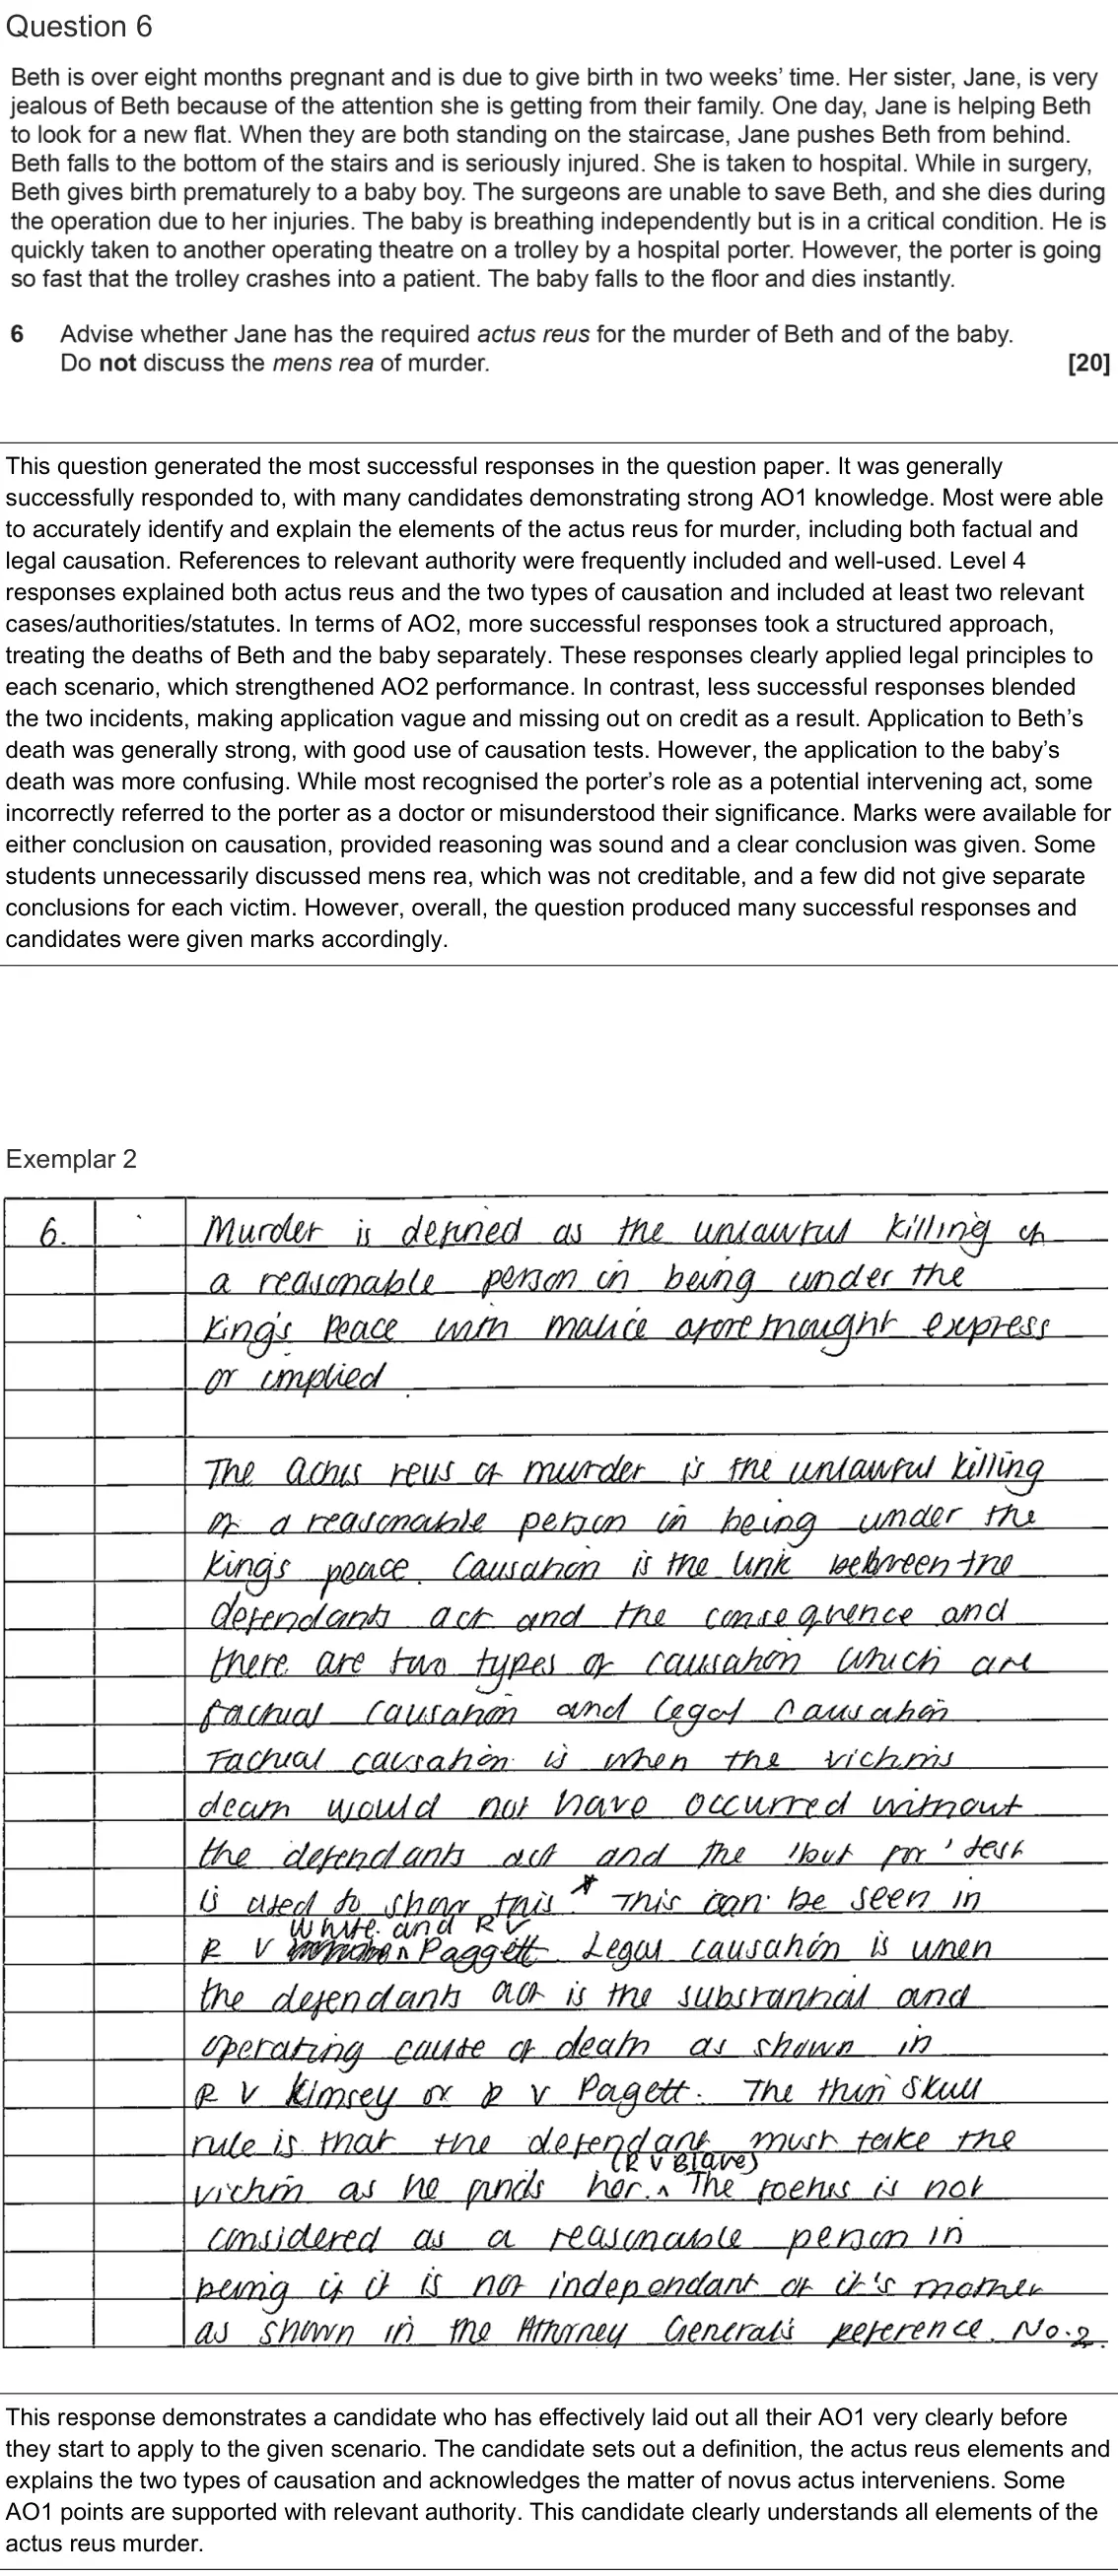 Question 6
Beth is over eight months pregnant and is due to give birth in two weeks' time. Her sister, Jane, is very
jealous of Beth because of the attention she is getting from their family. One day, Jane is helping Beth
to look for a new flat. When they are both standing on the staircase, Jane pushes Beth from behind.
Beth falls to the bottom of the stairs and is seriously injured. She is taken to hospital. While in surgery,
Beth gives birth prematurely to a baby boy. The surgeons are unable to save Beth, and she dies during
the operation due to her injuries. The baby is breathing independently but is in a critical condition. He is
quickly taken to another operating theatre on a trolley by a hospital porter. However, the porter is going
so fast that the trolley crashes into a patient. The baby falls to the floor and dies instantly.
6 Advise whether Jane has the required actus reus for the murder of Beth and of the baby.
Do not discuss the mens rea of murder. [20]
This question generated the most successful responses in the question paper. It was generally
successfully responded to, with many candidates demonstrating strong AO1 knowledge. Most were able
to accurately identify and explain the elements of the actus reus for murder, including both factual and
legal causation. References to relevant authority were frequently included and well-used. Level 4
responses explained both actus reus and the two types of causation and included at least two relevant
cases/authorities/statutes. In terms of AO2, more successful responses took a structured approach,
treating the deaths of Beth and the baby separately. These responses clearly applied legal principles to
each scenario, which strengthened AO2 performance. In contrast, less successful responses blended
the two incidents, making application vague and missing out on credit as a result. Application to Beth's
death was generally strong, with good use of causation tests. However, the application to the baby's
death was more confusing. While most recognised the porter's role as a potential intervening act, some
incorrectly referred to the porter as a doctor or misunderstood their significance. Marks were available for
either conclusion on causation, provided reasoning was sound and a clear conclusion was given. Some
students unnecessarily discussed mens rea, which was not creditable, and a few did not give separate
conclusions for each victim. However, overall, the question produced many successful responses and
candidates were given marks accordingly.
Exemplar 2
6. Murder is defined as the unlawful killing of
a reasonable person in being under the
King's Peace with malice aforethought express
or implied.
The actus reus of murder is the unlawful killing
of a reasonable person in being under the
King's peace. Causation is the link between the
defendants act and the consequence and
there are two types of causation which are
factual causation and legal causation
Factual causation is when the victims
death would not have occurred without
the defendants act and the 'but for' test
is used to show this.* This can be seen in
R V White and R V Paggett. Legal causation is when
the defendants act is the substantial and
operating cause of death as shown in
R V Kimsey or R V Pagett. The thin skull
rule is that the defendant must take the
victim as he finds her. (R V Blave) The foetus is not
considered as a reasonable person in
being if it is not independant of it's mother
as shown in the Attorney General's reference. No.2.
This response demonstrates a candidate who has effectively laid out all their AO1 very clearly before
they start to apply to the given scenario. The candidate sets out a definition, the actus reus elements and
explains the two types of causation and acknowledges the matter of novus actus interveniens. Some
AO1 points are supported with relevant authority. This candidate clearly understands all elements of the
actus reus murder.